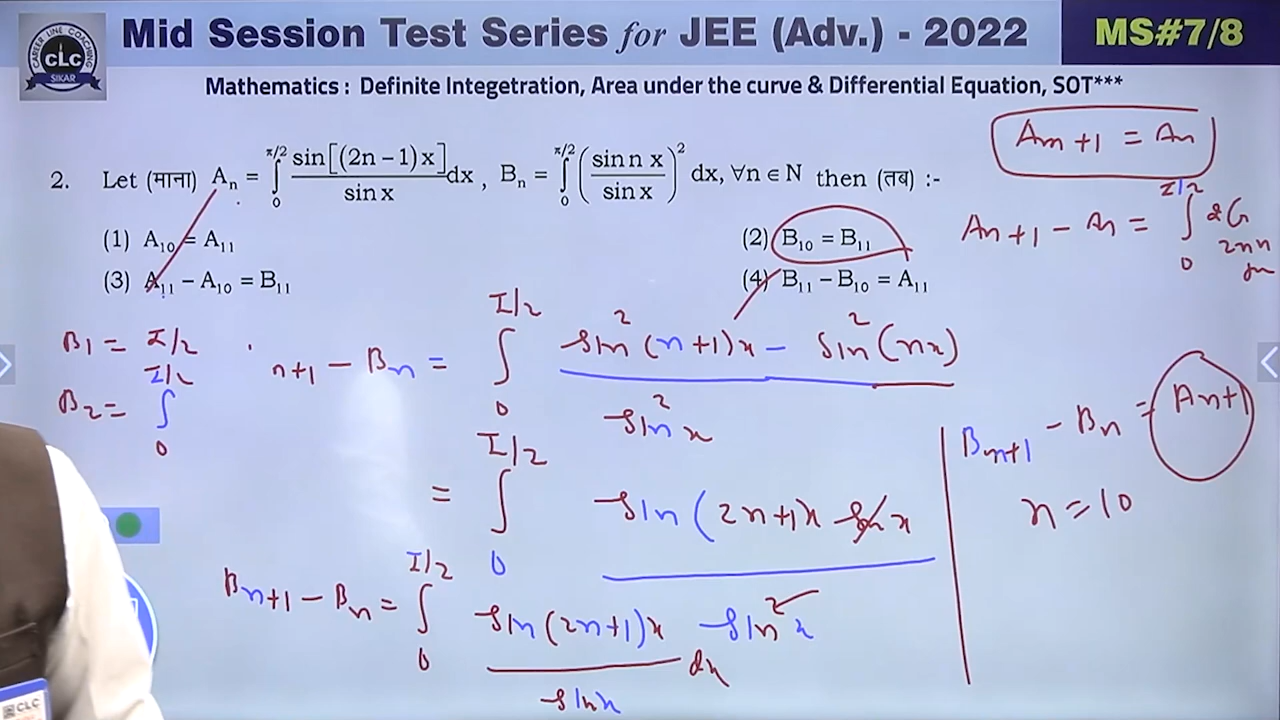 CAREER LINE COACHING
CLC
SIKAR
Mid Session Test Series for JEE (Adv.) - 2022
MS#7/8
Mathematics : Definite Integetration, Area under the curve & Differential Equation, SOT***
2. Let (माना) Aₙ = ∫₀^{π/2} sin[(2n – 1)x]/sin x dx , Bₙ = ∫₀^{π/2} (sin n x/sin x)² dx, ∀n ∈ N then (तब) :-
(1) A₁₀ = A₁₁
(2) B₁₀ = B₁₁
(3) A₁₁ – A₁₀ = B₁₁
(4) B₁₁ – B₁₀ = A₁₁
Aₙ₊₁ = Aₙ
Aₙ₊₁ – Aₙ = ∫₀^{π/2} 2C
2nx
B₁ = π/2
B₂ = ∫₀^{π/2}
n+1 – Bₙ = ∫₀^{π/2} sin²(n+1)x – sin²(nx)/sin²x
= ∫₀^{π/2} sin(2n+1)x sin x
Bₙ₊₁ – Bₙ = ∫₀^{π/2} sin(2n+1)x/sin x dx
sin²x
Bₙ₊₁ – Bₙ = Aₙ₊₁
n = 10
CLC